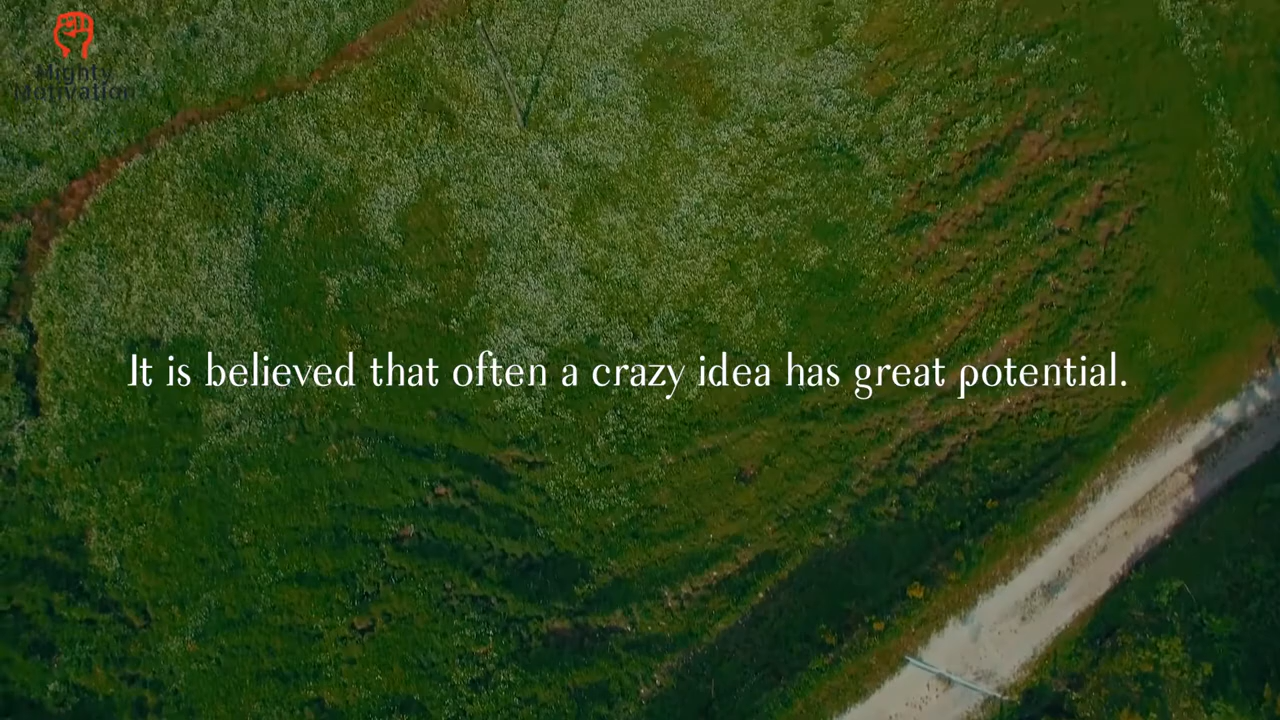 Mighty
Motivation
It is believed that often a crazy idea has great potential.